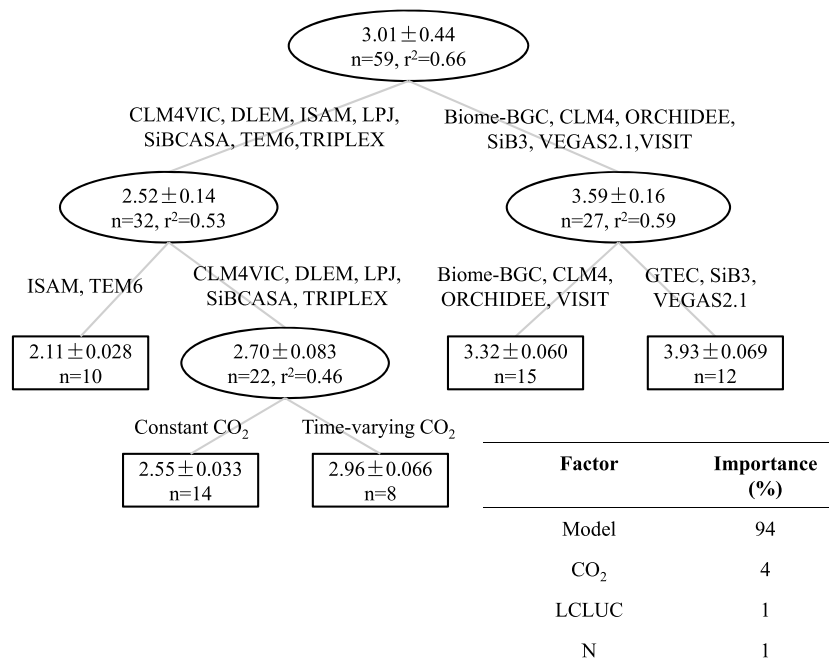 3.01±0.44
n=59, r²=0.66
CLM4VIC, DLEM, ISAM, LPJ,
SiBCASA, TEM6,TRIPLEX
Biome-BGC, CLM4, ORCHIDEE,
SiB3, VEGAS2.1,VISIT
2.52±0.14
n=32, r²=0.53
3.59±0.16
n=27, r²=0.59
ISAM, TEM6
CLM4VIC, DLEM, LPJ,
SiBCASA, TRIPLEX
Biome-BGC, CLM4,
ORCHIDEE, VISIT
GTEC, SiB3,
VEGAS2.1
2.11±0.028
n=10
2.70±0.083
n=22, r²=0.46
3.32±0.060
n=15
3.93±0.069
n=12
Constant CO₂
Time-varying CO₂
2.55±0.033
n=14
2.96±0.066
n=8
Factor Importance
(%)
Model 94
CO₂ 4
LCLUC 1
N 1